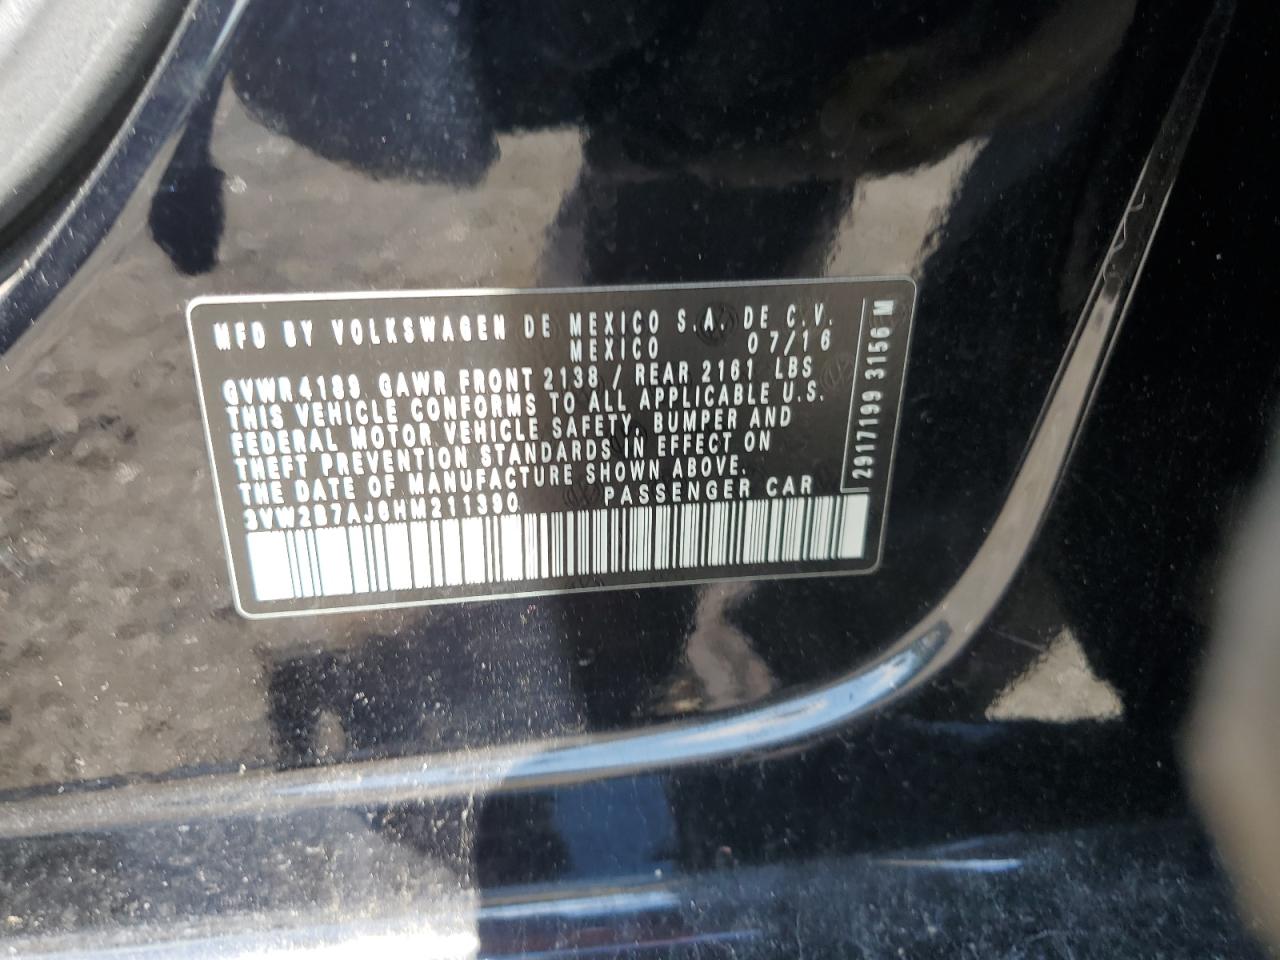 MFD BY VOLKSWAGEN DE MEXICO S.A. DE C.V.
MEXICO 07/16
GVWR 4189 GAWR FRONT 2138 / REAR 2161 LBS
THIS VEHICLE CONFORMS TO ALL APPLICABLE U.S.
FEDERAL MOTOR VEHICLE SAFETY, BUMPER AND
THEFT PREVENTION STANDARDS IN EFFECT ON
THE DATE OF MANUFACTURE SHOWN ABOVE.
3VW2B7AJ6HM211390 PASSENGER CAR
2917199 3156 M